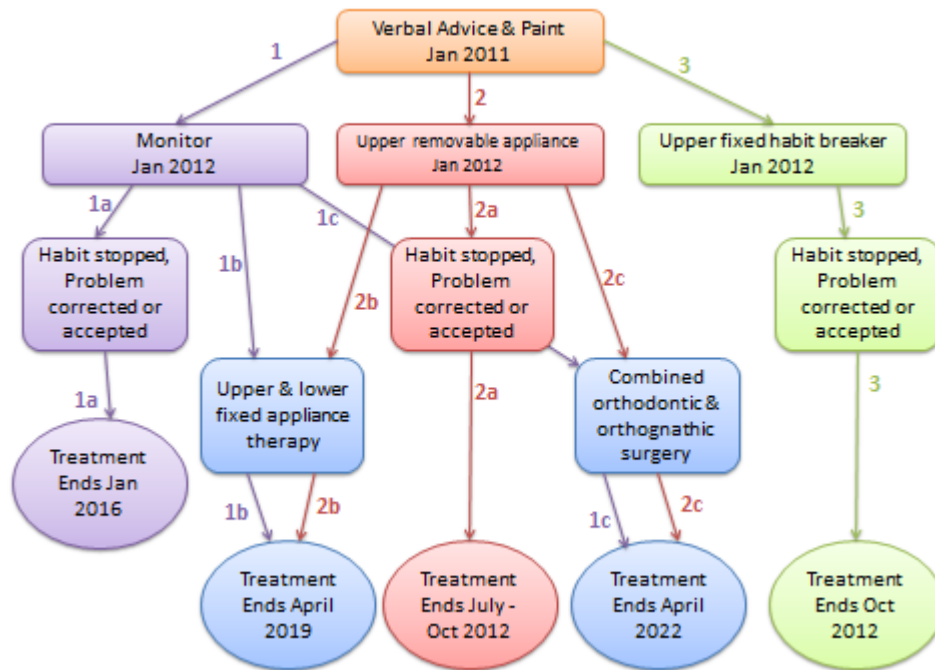 Verbal Advice & Paint
Jan 2011
1
2
3
Monitor
Jan 2012
Upper removable appliance
Jan 2012
Upper fixed habit breaker
Jan 2012
1a
1b
1c
2a
2b
2c
3
Habit stopped,
Problem
corrected or
accepted
Habit stopped,
Problem
corrected or
accepted
Habit stopped,
Problem
corrected or
accepted
1a
Upper & lower
fixed appliance
therapy
2a
Combined
orthodontic &
orthognathic
surgery
3
Treatment
Ends Jan
2016
1b
2b
1c
2c
Treatment
Ends April
2019
Treatment
Ends July -
Oct 2012
Treatment
Ends April
2022
Treatment
Ends Oct
2012